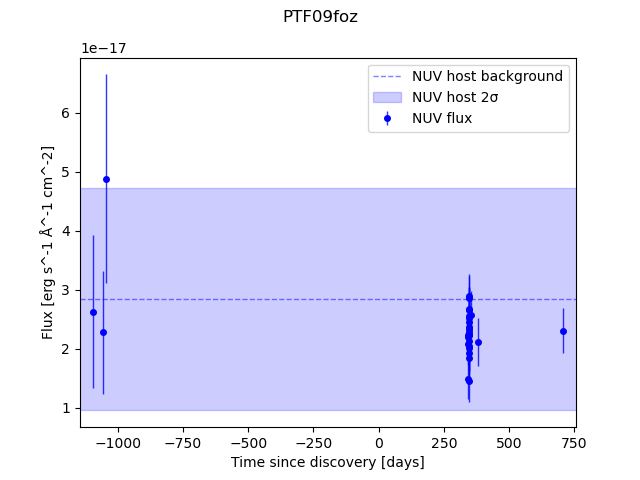 PTF09foz
1e−17
NUV host background
NUV host 2σ
NUV flux
6
5
4
3
2
1
Flux [erg s^-1 Å^-1 cm^-2]
−1000 −750 −500 −250 0 250 500 750
Time since discovery [days]